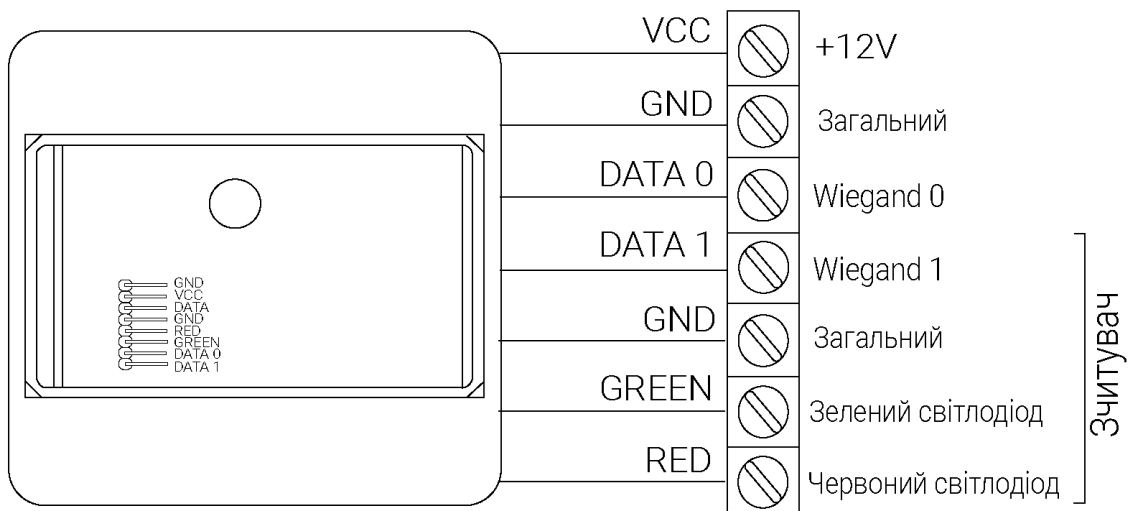 VCC
+12V
GND
Загальний
DATA 0
Wiegand 0
DATA 1
Wiegand 1
GND
Загальний
GREEN
Зелений світлодіод
RED
Червоний світлодіод
Зчитувач
GND
VCC
DATA
GND
RED
GREEN
DATA 0
DATA 1